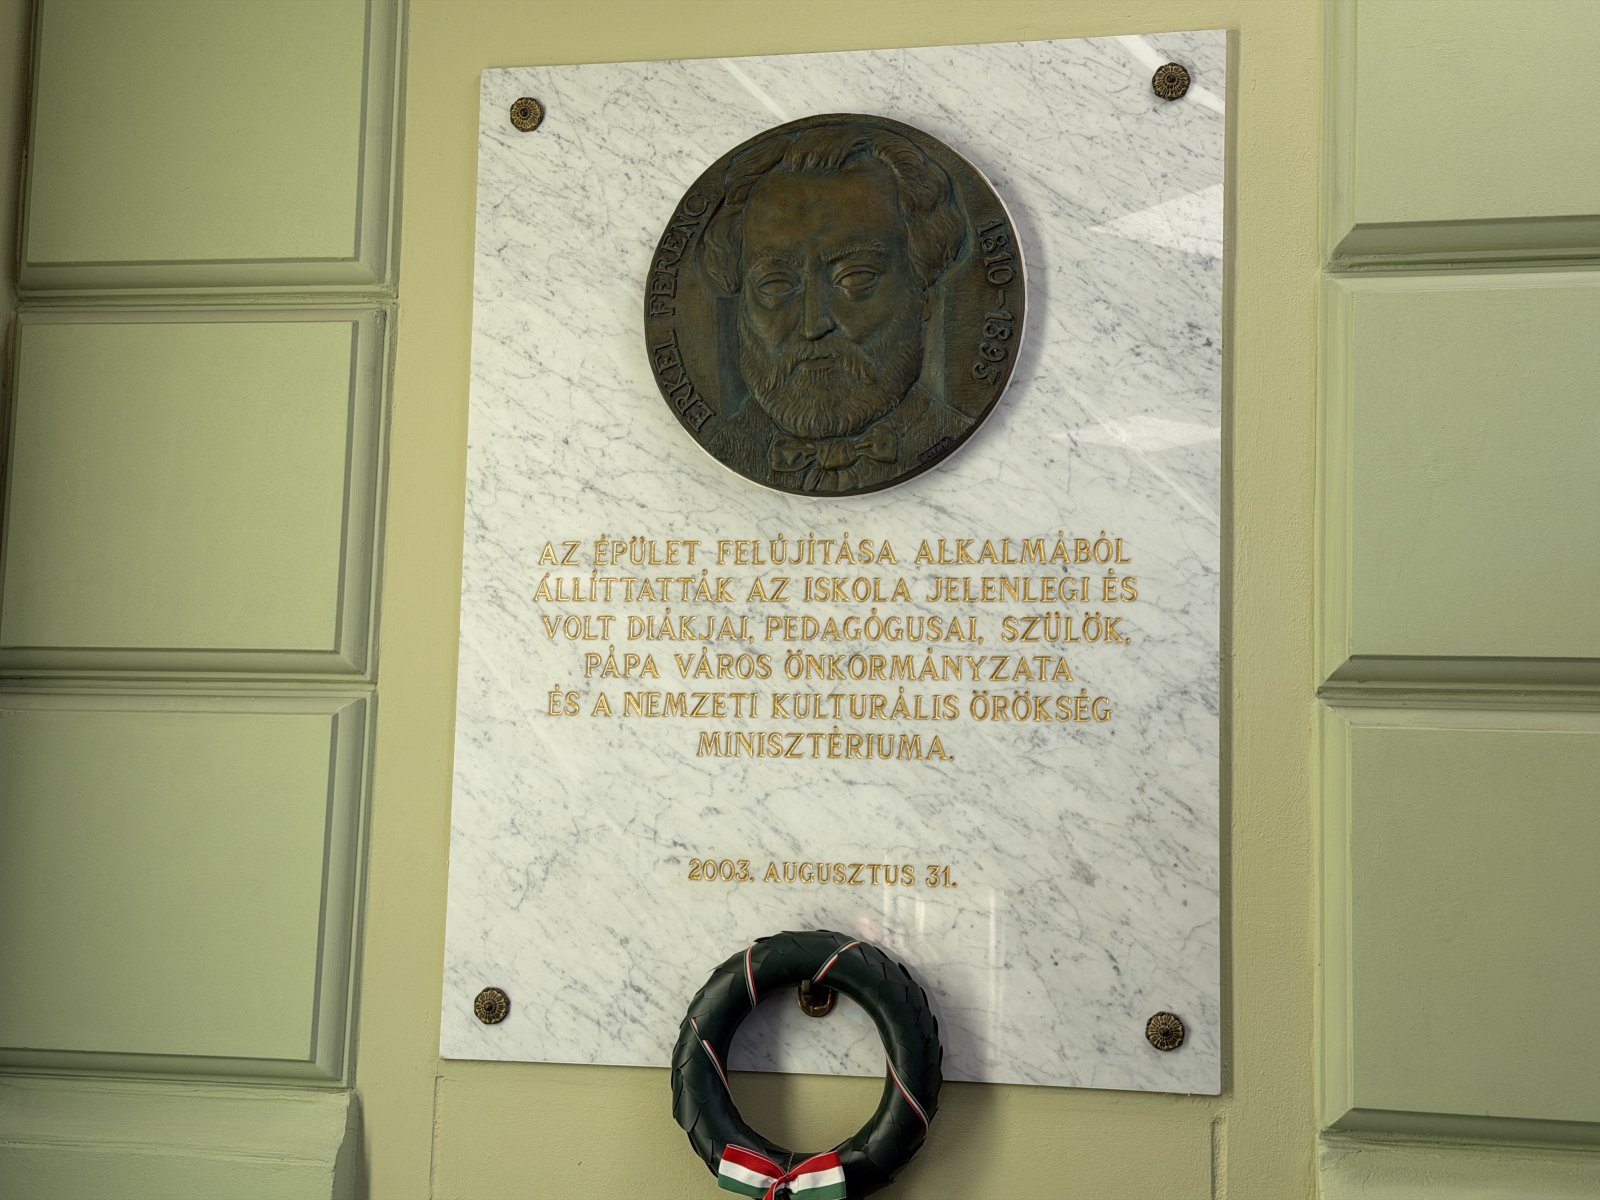 ERKEL FERENC
1810-1893
AZ ÉPÜLET FELÚJÍTÁSA ALKALMÁBÓL
ÁLLÍTTATTÁK AZ ISKOLA JELENLEGI ÉS
VOLT DIÁKJAI, PEDAGÓGUSAI, SZÜLÖK,
PÁPA VÁROS ÖNKORMÁNYZATA
ÉS A NEMZETI KULTURÁLIS ÖRÖKSÉG
MINISZTÉRIUMA.
2003. AUGUSZTUS 31.